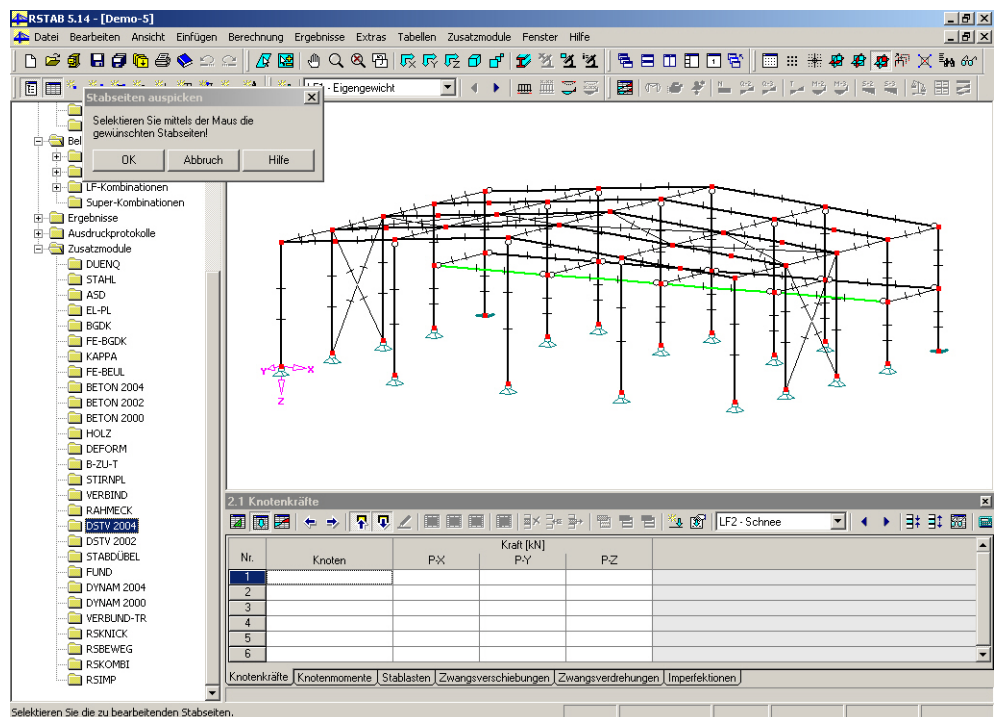 RSTAB 5.14 - [Demo-5]
Datei Bearbeiten Ansicht Einfügen Berechnung Ergebnisse Extras Tabellen Zusatzmodule Fenster Hilfe
- Eigengewicht
Stabseiten auspicken
Selektieren Sie mittels der Maus die
gewünschten Stabseiten!
OK Abbruch Hilfe
Bel
LF-Kombinationen
Super-Kombinationen
Ergebnisse
Ausdruckprotokolle
Zusatzmodule
DUENQ
STAHL
ASD
EL-PL
BGDK
FE-BGDK
KAPPA
FE-BEUL
BETON 2004
BETON 2002
BETON 2000
HOLZ
DEFORM
B-ZU-T
STIRNPL
VERBIND
RAHMECK
DSTV 2004
DSTV 2002
STABDÜBEL
FUND
DYNAM 2004
DYNAM 2000
VERBUND-TR
RSKNICK
RSBEWEG
RSKOMBI
RSIMP
Y X
Z
2.1 Knotenkräfte
LF2 - Schnee
Kraft [kN]
Nr. Knoten P-X P-Y P-Z
1
2
3
4
5
6
Knotenkräfte Knotenmomente Stablasten Zwangsverschiebungen Zwangsverdrehungen Imperfektionen
Selektieren Sie die zu bearbeitenden Stabseiten.